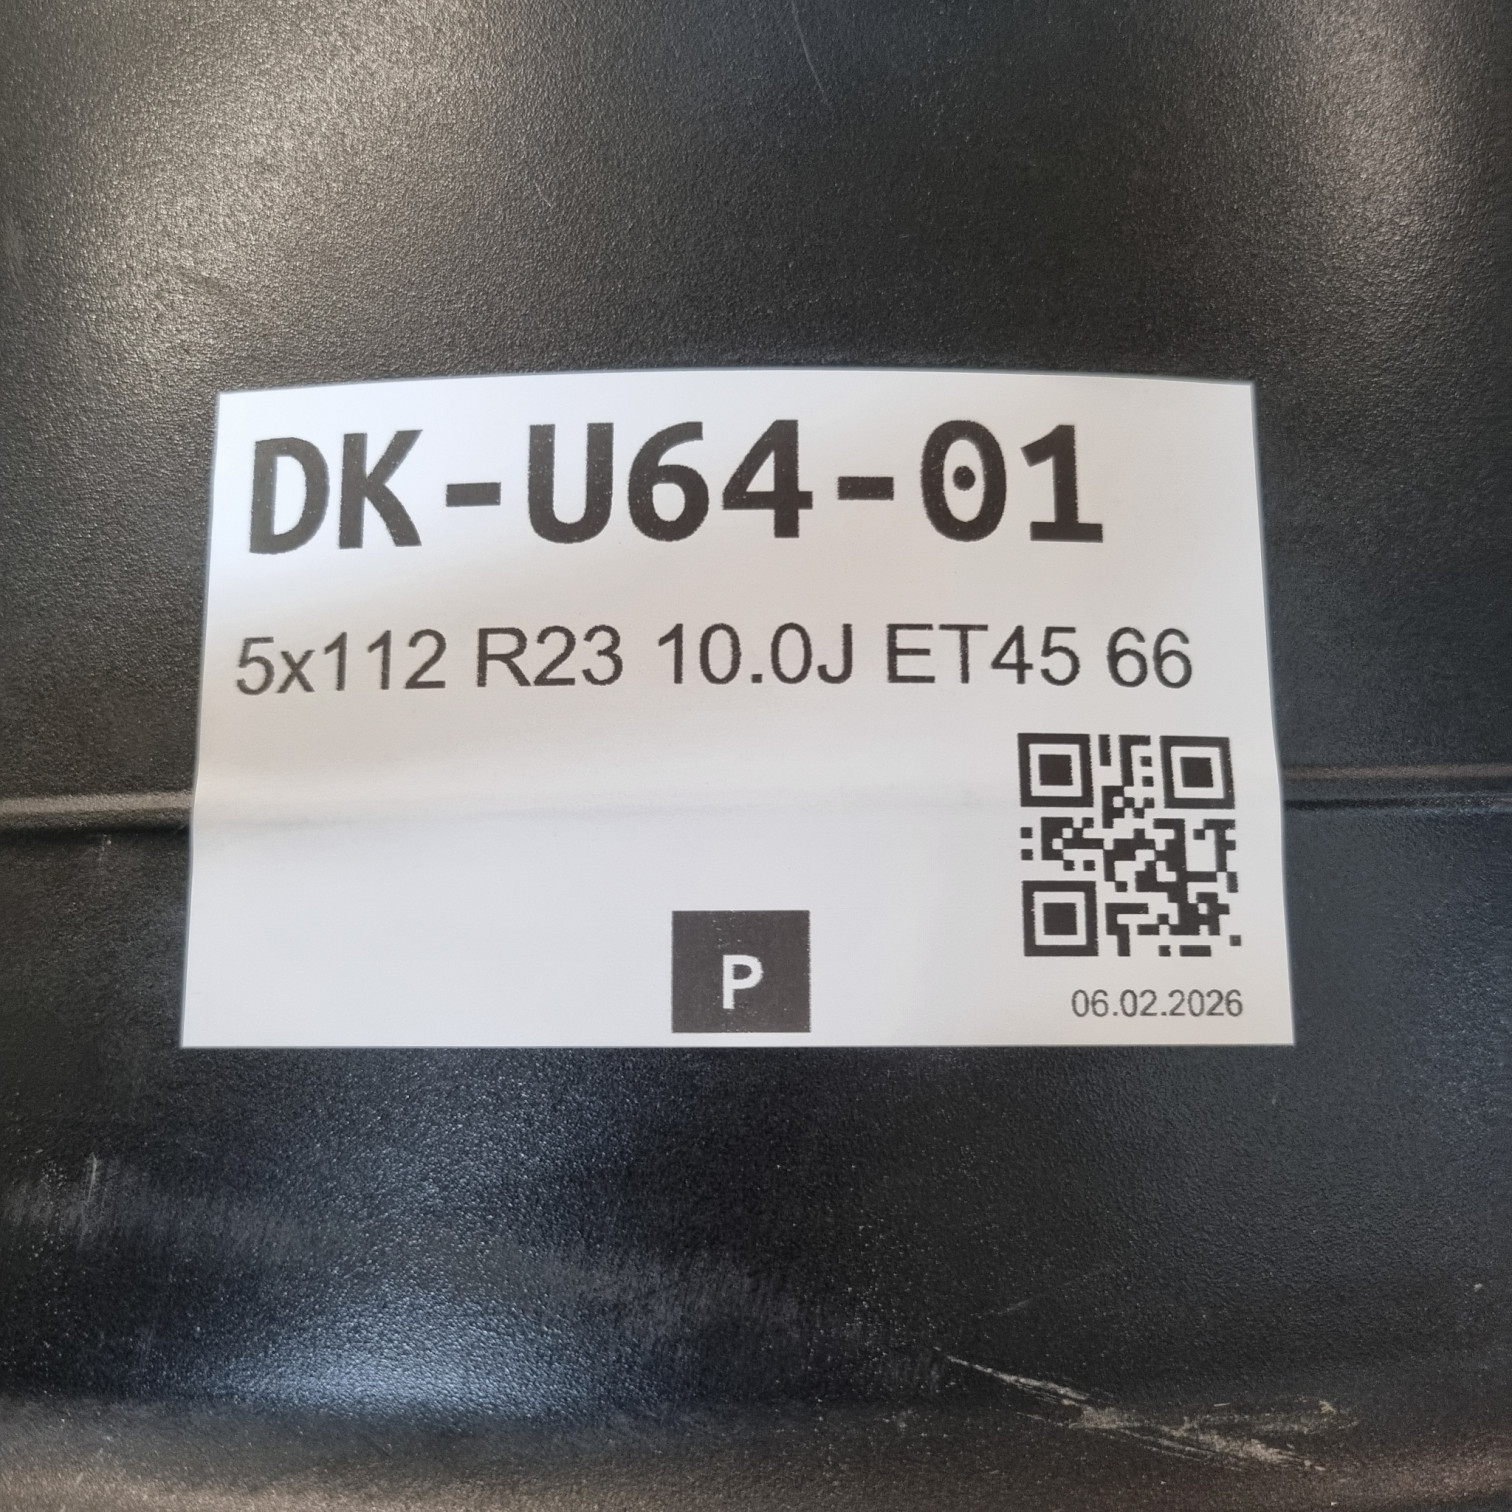 DK-U64-01
5x112 R23 10.0J ET45 66
P
06.02.2026